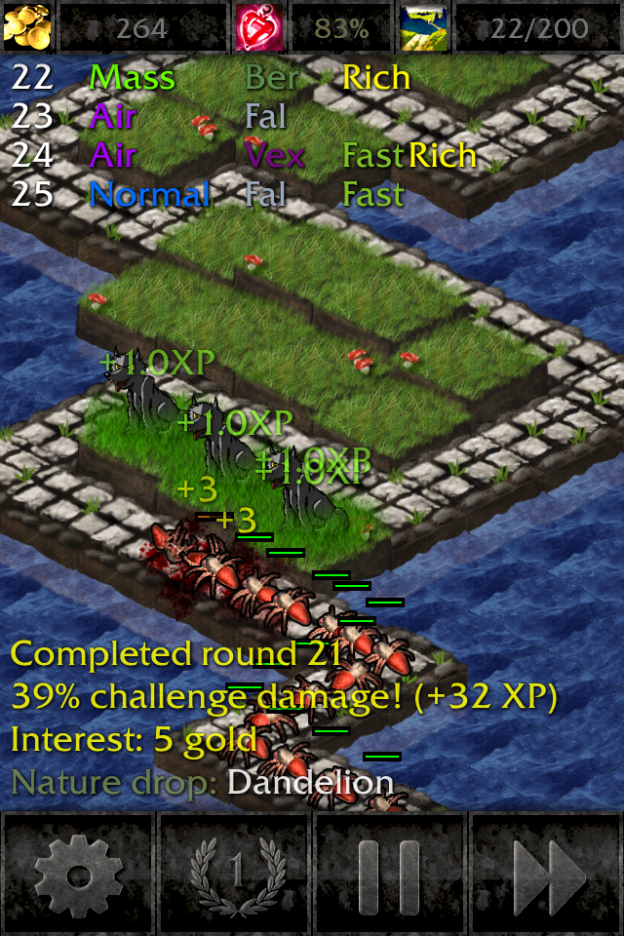 264 83% 22/200
22 Mass Ber Rich
23 Air Fal
24 Air Vex Fast Rich
25 Normal Fal Fast
+1.0XP
+1.0XP
+1.0XP
+3
+3
Completed round 21
39% challenge damage! (+32 XP)
Interest: 5 gold
Nature drop: Dandelion
1